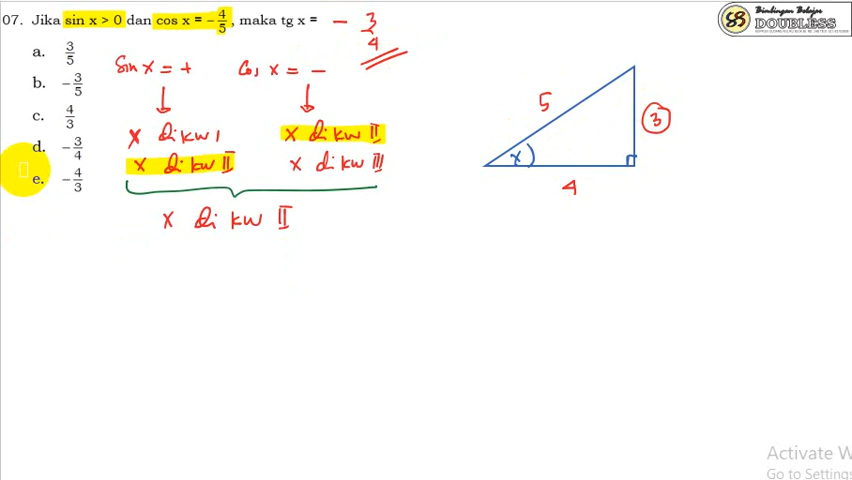 07. Jika sin x > 0 dan cos x = -4/5, maka tg x = - 3/4
a. 3/5
b. -3/5
c. 4/3
d. -3/4
e. -4/3
Sin x = + Cos x = -
x di kw I x di kw II
x di kw II x di kw III
x di kw II
5
3
x
4
Bimbingan Belajar
DOUBLESS
Activate W
Go to Settings